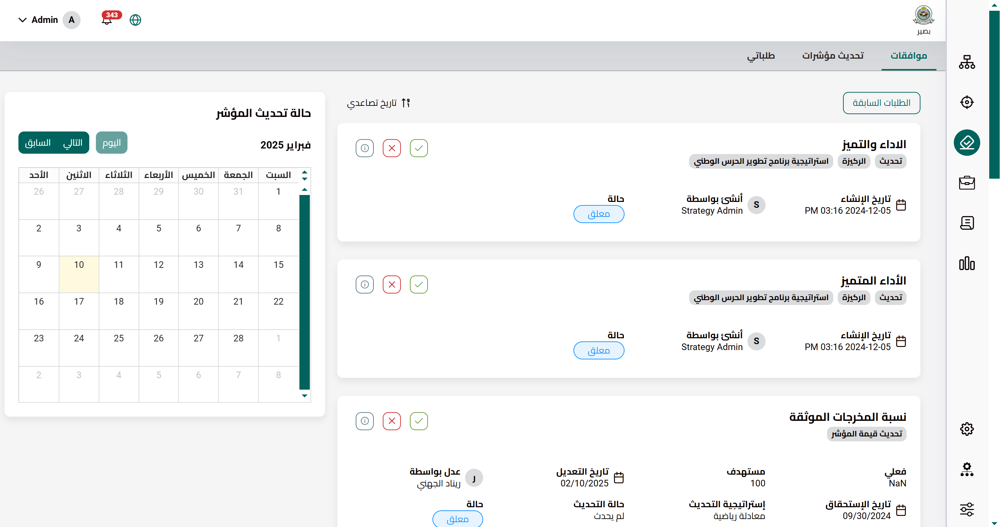 بصير
343
A
Admin
موافقات
تحديث مؤشرات
طلباتي
الطلبات السابقة
تاريخ تصاعدي
الاداء والتميز
تحديث
الركيزة
استراتيجية برنامج تطوير الحرس الوطني
تاريخ الإنشاء
2024-12-05 03:16 PM
S
أنشئ بواسطة
Strategy Admin
حالة
معلق
الأداء المتميز
تحديث
الركيزة
استراتيجية برنامج تطوير الحرس الوطني
تاريخ الإنشاء
2024-12-05 03:16 PM
S
أنشئ بواسطة
Strategy Admin
حالة
معلق
نسبة المخرجات الموثقة
تحديث قيمة المؤشر
فعلي
NaN
مستهدف
100
تاريخ التعديل
02/10/2025
ر
عدل بواسطة
ريناد الجهني
تاريخ الإستحقاق
09/30/2024
إستراتيجية التحديث
معادلة رياضية
حالة التحديث
لم يحدث
حالة
معلق
حالة تحديث المؤشر
فبراير 2025
اليوم
التالي
السابق
السبت الجمعة الخميس الأربعاء الثلاثاء الاثنين الأحد
1 31 30 29 28 27 26
8 7 6 5 4 3 2
15 14 13 12 11 10 9
22 21 20 19 18 17 16
1 28 27 26 25 24 23
8 7 6 5 4 3 2